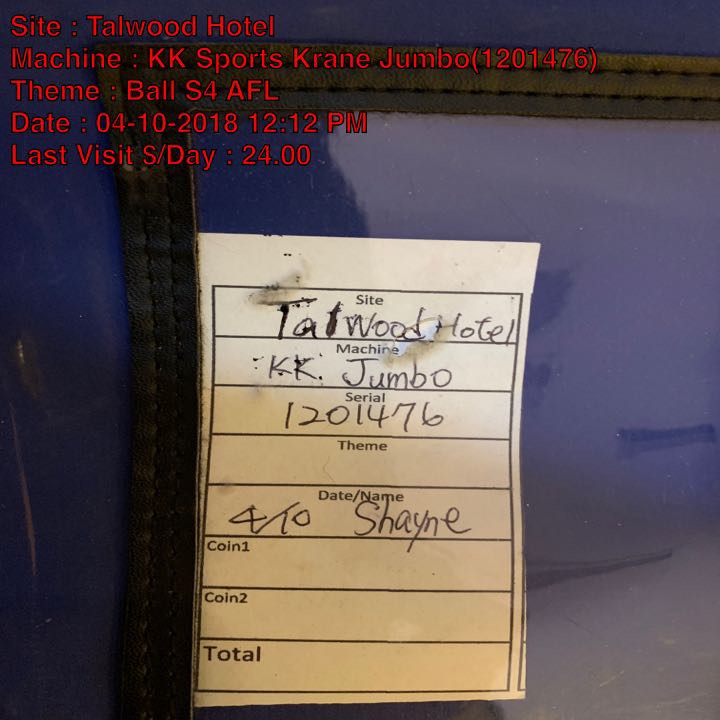 Site : Talwood Hotel
Machine : KK Sports Krane Jumbo(1201476)
Theme : Ball S4 AFL
Date : 04-10-2018 12:12 PM
Last Visit $/Day : 24.00
Site
Talwood Hotel
Machine
KK Jumbo
Serial
1201476
Theme
Date/Name
4/10 Shayne
Coin1
Coin2
Total